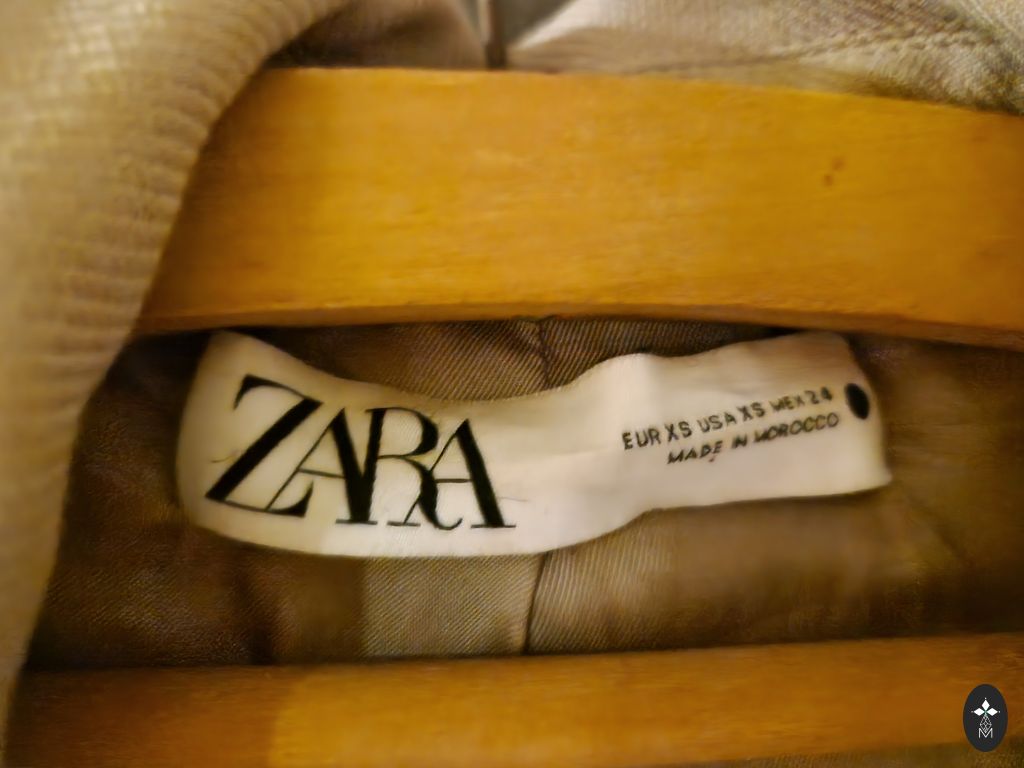 ZARA
EUR XS USA XS MEX 24
MADE IN MOROCCO
M